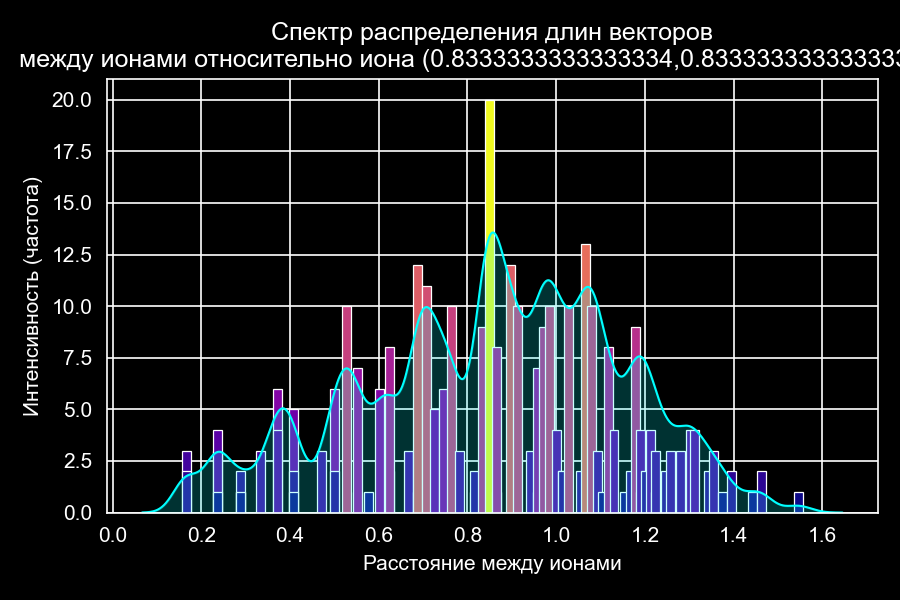 Спектр распределения длин векторов
между ионами относительно иона (0.8333333333333334,0.833333333333333
20.0
17.5
15.0
12.5
10.0
7.5
5.0
2.5
0.0
Интенсивность (частота)
0.0 0.2 0.4 0.6 0.8 1.0 1.2 1.4 1.6
Расстояние между ионами